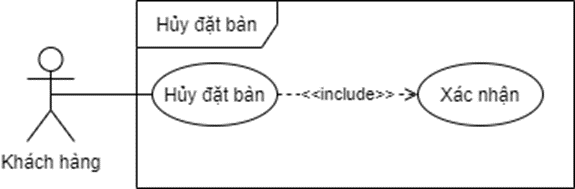 Hủy đặt bàn
Hủy đặt bàn
<<include>>
Xác nhận
Khách hàng